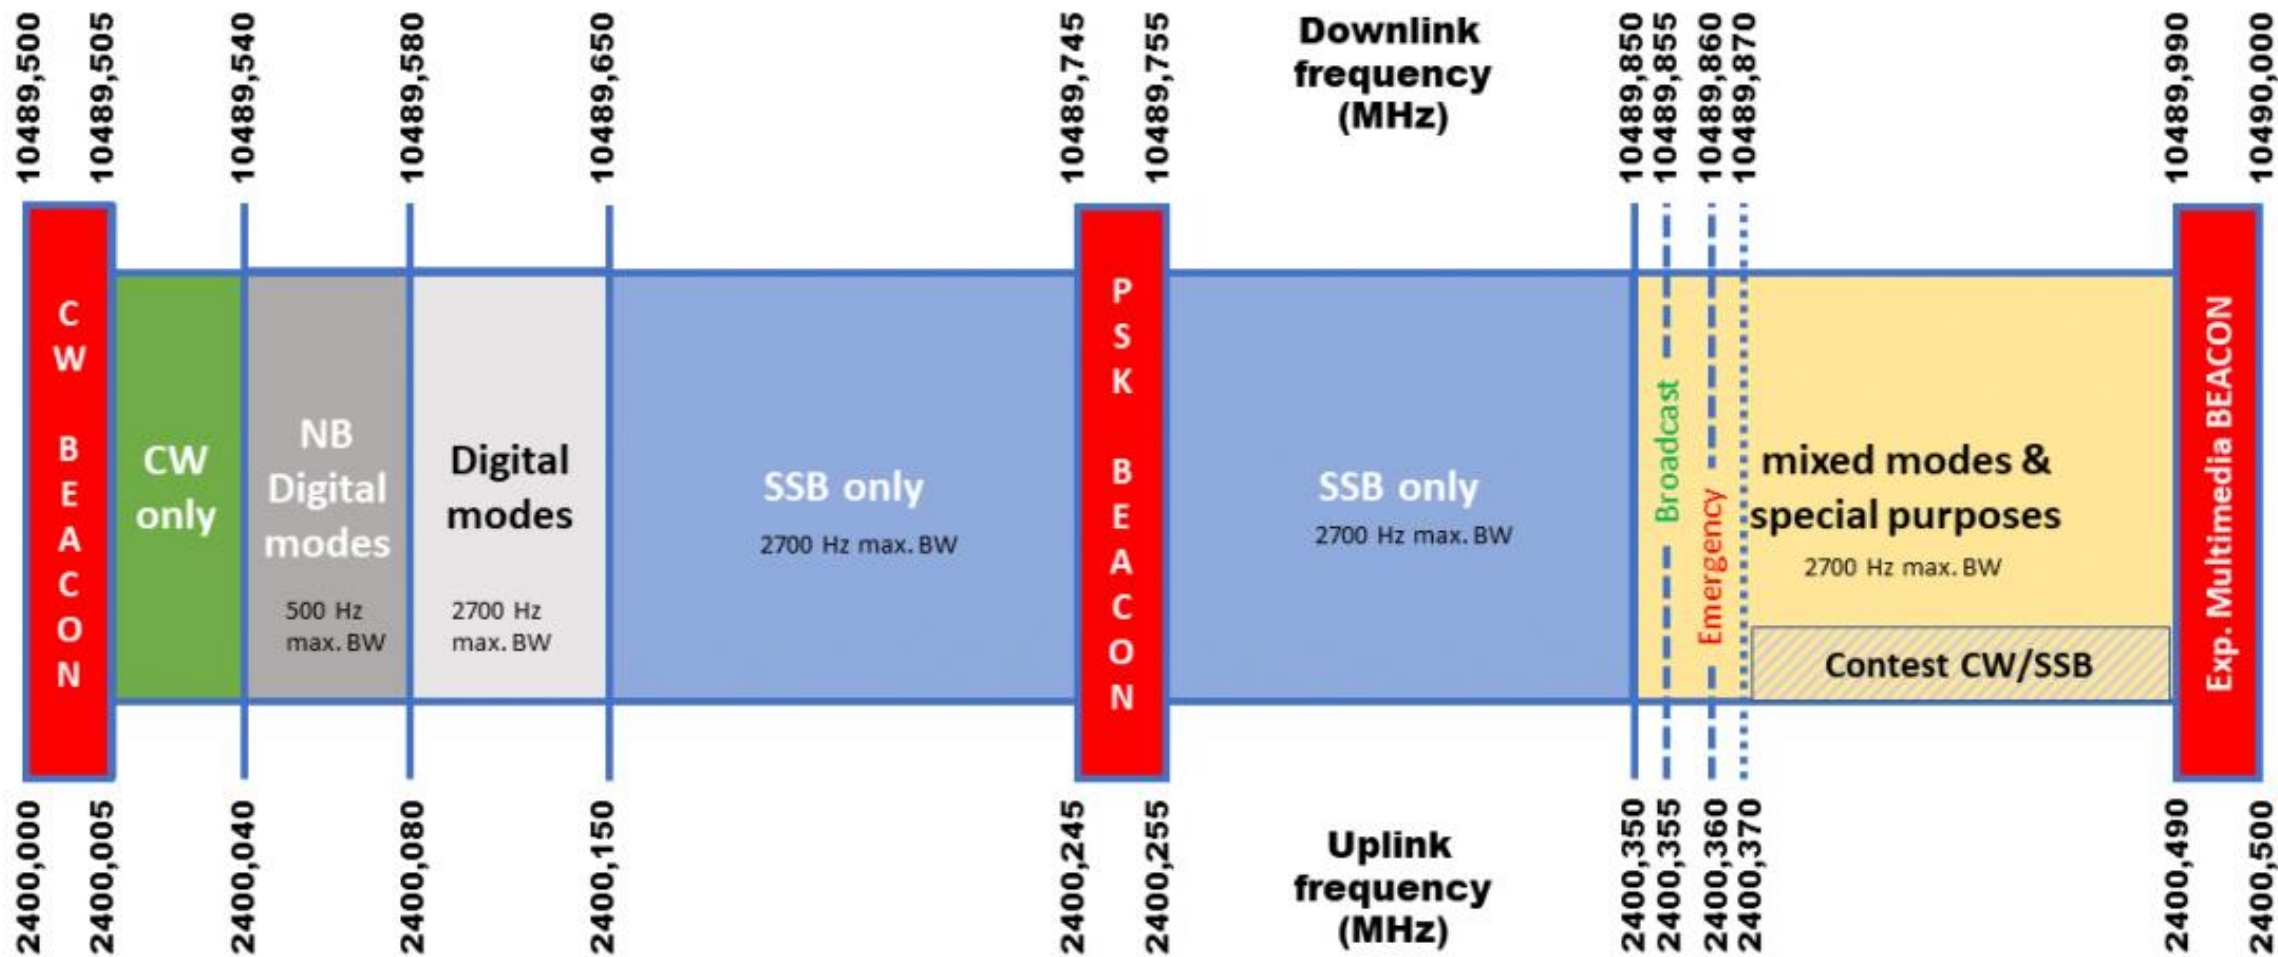 10489,500
10489,505
10489,540
10489,580
10489,650
10489,745
10489,755
Downlink
frequency
(MHz)
10489,850
10489,855
10489,860
10489,870
10489,990
10490,000
CW BEACON
CW
only
NB
Digital
modes
500 Hz
max. BW
Digital
modes
2700 Hz
max. BW
SSB only
2700 Hz max. BW
PSK BEACON
SSB only
2700 Hz max. BW
Broadcast
Emergency
mixed modes &
special purposes
2700 Hz max. BW
Contest CW/SSB
Exp. Multimedia BEACON
2400,000
2400,005
2400,040
2400,080
2400,150
2400,245
2400,255
Uplink
frequency
(MHz)
2400,350
2400,355
2400,360
2400,370
2400,490
2400,500